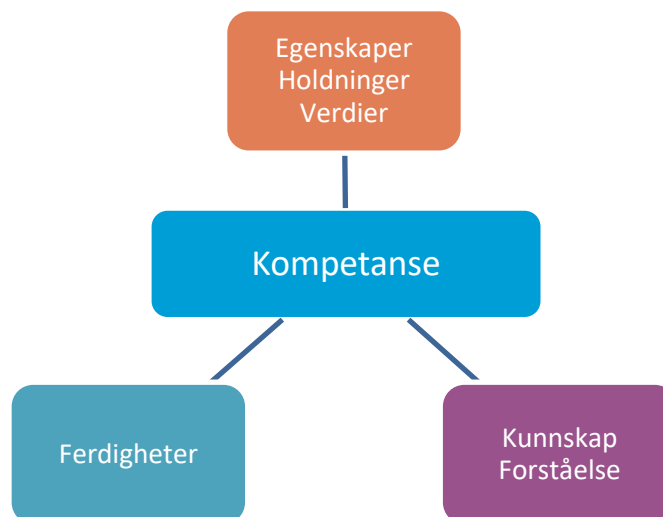 Egenskaper
Holdninger
Verdier
Kompetanse
Ferdigheter
Kunnskap
Forståelse